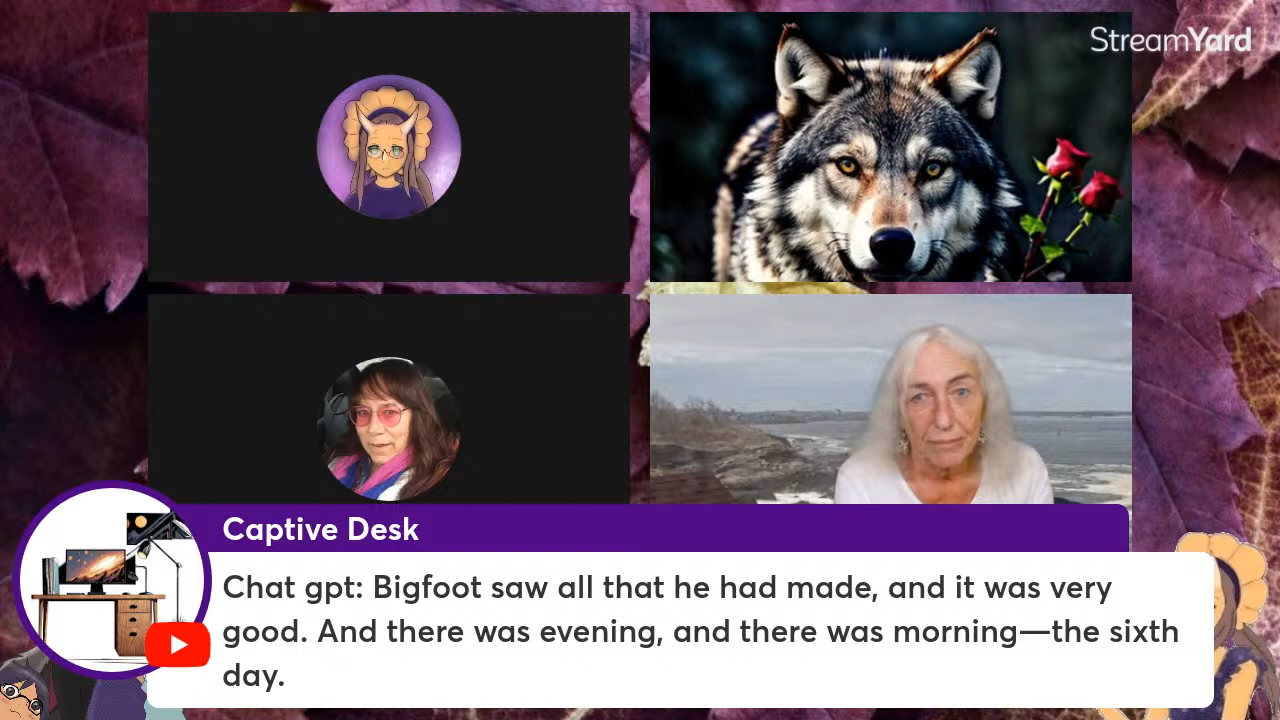 StreamYard
Captive Desk
Chat gpt: Bigfoot saw all that he had made, and it was very
good. And there was evening, and there was morning—the sixth
day.